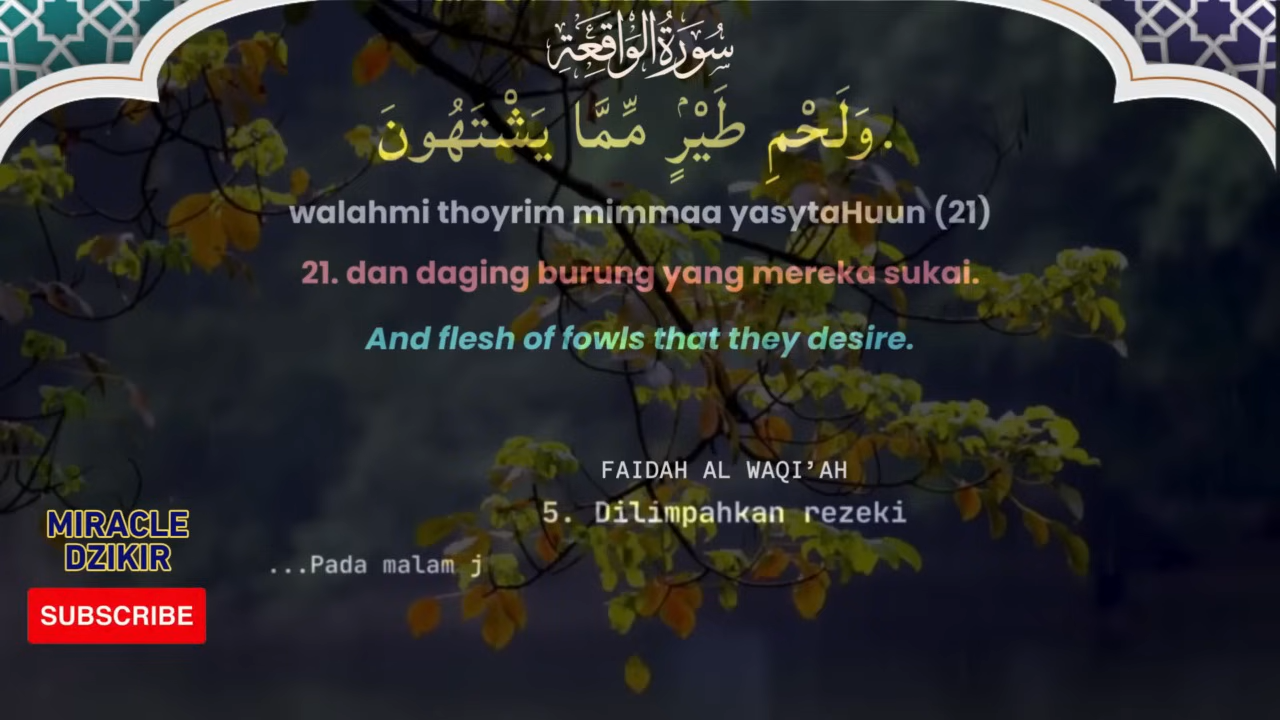 سُورَةُ الْوَاقِعَةِ
وَلَحْمِ طَيْرٍ مِّمَّا يَشْتَهُونَ.
walahmi thoyrim mimmaa yasytaHuun (21)
21. dan daging burung yang mereka sukai.
And flesh of fowls that they desire.
FAIDAH AL WAQI’AH
5. Dilimpahkan rezeki
...Pada malam j
MIRACLE
DZIKIR
SUBSCRIBE